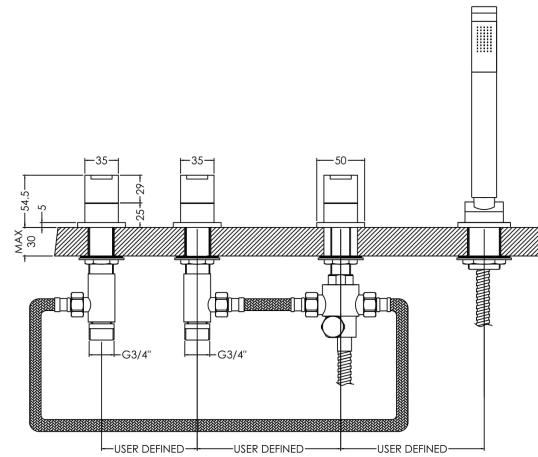 35
35
50
54.5
5
29
25
MAX
30
G3/4"
G3/4"
USER DEFINED
USER DEFINED
USER DEFINED